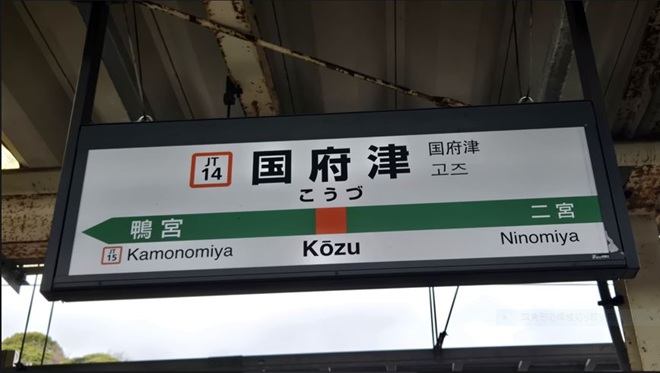 JT
14
国府津
国府津
고즈
こうづ
鴨宮
二宮
JT
15
Kamonomiya
Kōzu
Ninomiya